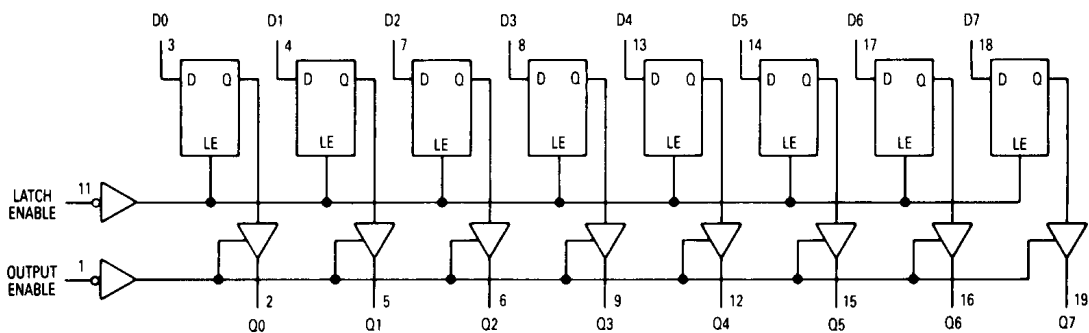 D0 D1 D2 D3 D4 D5 D6 D7
3 4 7 8 13 14 17 18
D Q D Q D Q D Q D Q D Q D Q D Q
LE LE LE LE LE LE LE LE
LATCH 11
ENABLE
OUTPUT 1
ENABLE
2 5 6 9 12 15 16 19
Q0 Q1 Q2 Q3 Q4 Q5 Q6 Q7